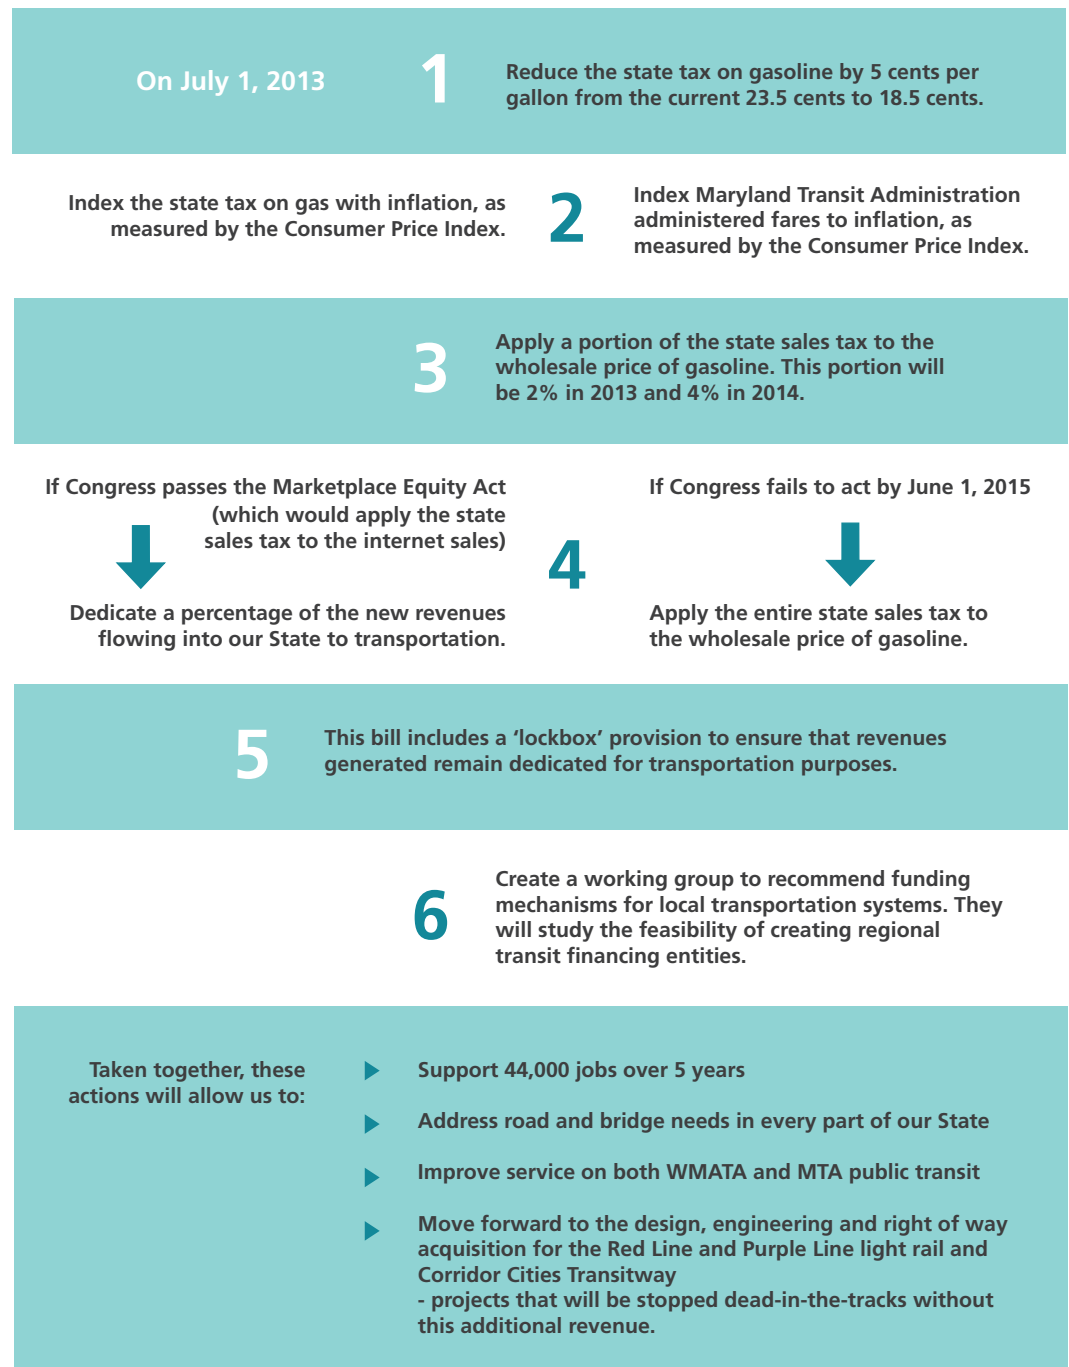 On July 1, 2013
1
Reduce the state tax on gasoline by 5 cents per
gallon from the current 23.5 cents to 18.5 cents.
Index the state tax on gas with inflation, as
measured by the Consumer Price Index.
2
Index Maryland Transit Administration
administered fares to inflation, as
measured by the Consumer Price Index.
3
Apply a portion of the state sales tax to the
wholesale price of gasoline. This portion will
be 2% in 2013 and 4% in 2014.
If Congress passes the Marketplace Equity Act
(which would apply the state
sales tax to the internet sales)
Dedicate a percentage of the new revenues
flowing into our State to transportation.
4
If Congress fails to act by June 1, 2015
Apply the entire state sales tax to
the wholesale price of gasoline.
5
This bill includes a ‘lockbox’ provision to ensure that revenues
generated remain dedicated for transportation purposes.
6
Create a working group to recommend funding
mechanisms for local transportation systems. They
will study the feasibility of creating regional
transit financing entities.
Taken together, these
actions will allow us to:
Support 44,000 jobs over 5 years
Address road and bridge needs in every part of our State
Improve service on both WMATA and MTA public transit
Move forward to the design, engineering and right of way
acquisition for the Red Line and Purple Line light rail and
Corridor Cities Transitway
- projects that will be stopped dead-in-the-tracks without
this additional revenue.